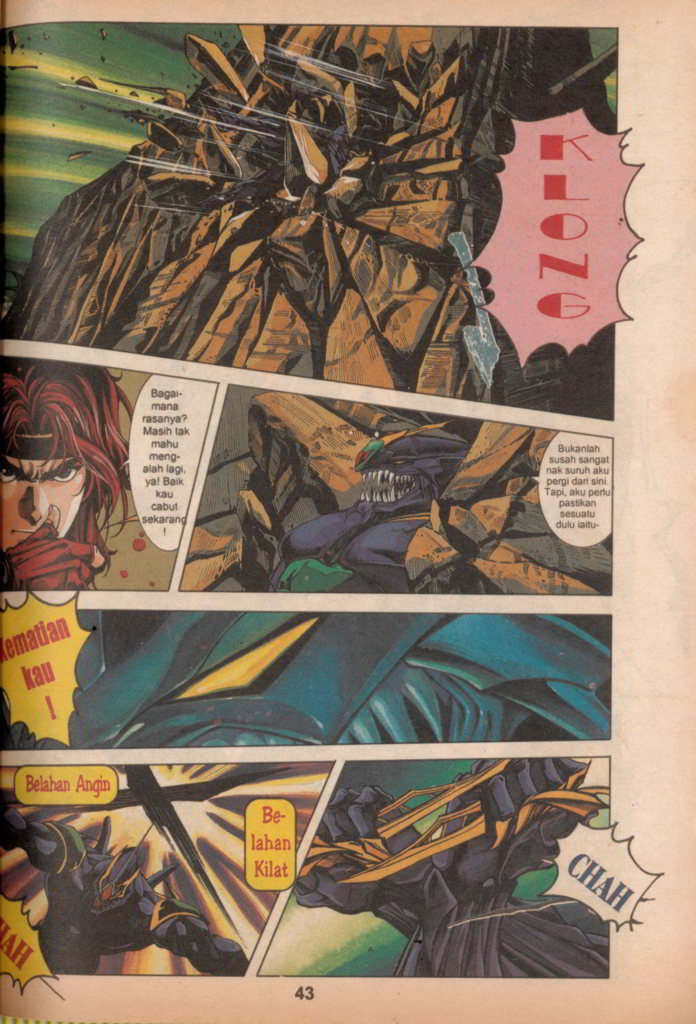 KLONG
Bagai-
mana
rasanya?
Masih tak
mahu
meng-
alah lagi,
ya! Baik
kau
cabut
sekarang
!
Bukanlah
susah sangat
nak suruh aku
pergi dari sini.
Tapi, aku perlu
pastikan
sesuatu
dulu iaitu-
Kematian
kau
!
Belahan Angin
Be-
lahan
Kilat
CHAH
HAH
43